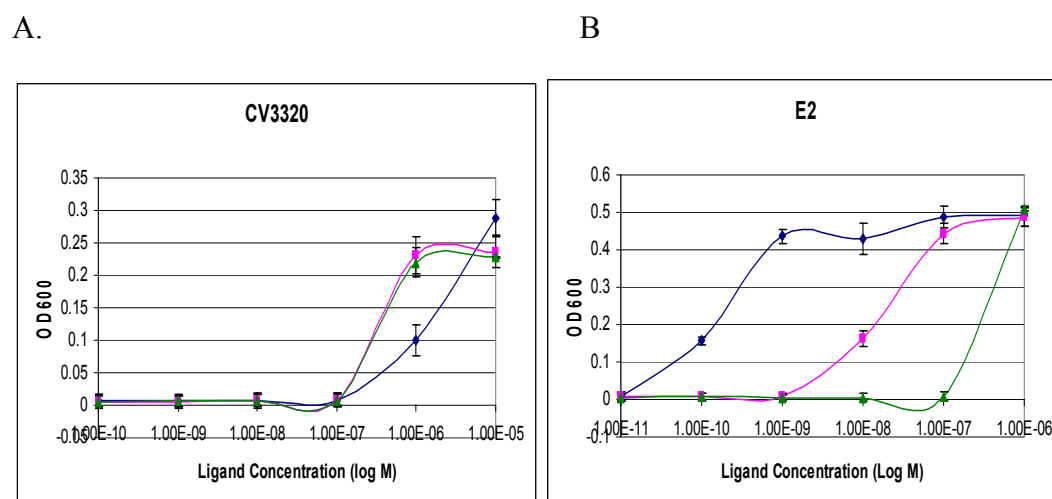 A.
B
CV3320
0.35
0.3
0.25
0.2
0.15
0.1
0.05
0
-0.05
OD600
1.00E-10 1.00E-09 1.00E-08 1.00E-07 1.00E-06 1.00E-05
Ligand Concentration (log M)
E2
0.6
0.5
0.4
0.3
0.2
0.1
0
-0.1
OD600
1.00E-11 1.00E-10 1.00E-09 1.00E-08 1.00E-07 1.00E-06
Ligand Concentration (Log M)